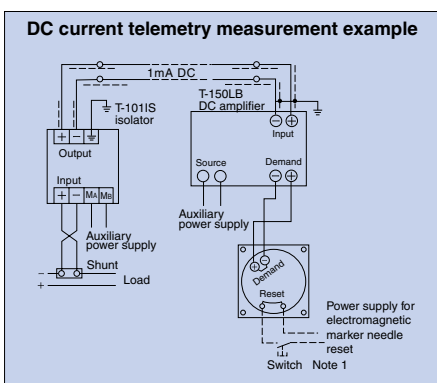 DC current telemetry measurement example
1mA DC
T-101IS
isolator
T-150LB
DC amplifier
+ −
Output
− +
Input
Input
+ − MA MB
Source
Demand
− +
Auxiliary
power supply
Auxiliary
power supply
Shunt
−
+
Load
+ −
Demand
Reset
Power supply for
electromagnetic
marker needle
reset
Switch Note 1